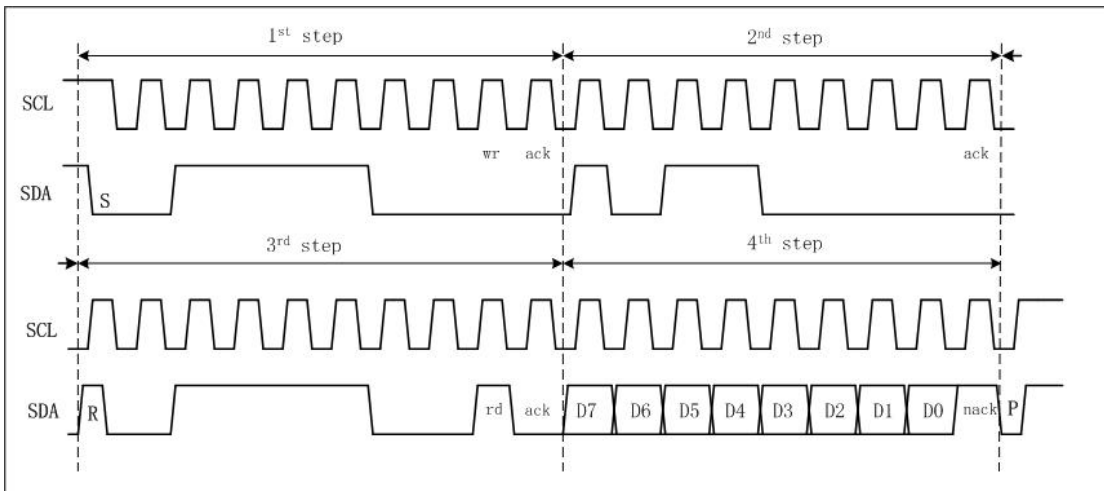 1st step 2nd step
SCL
wr ack ack
SDA S
3rd step 4th step
SCL
SDA R rd ack D7 D6 D5 D4 D3 D2 D1 D0 nack P